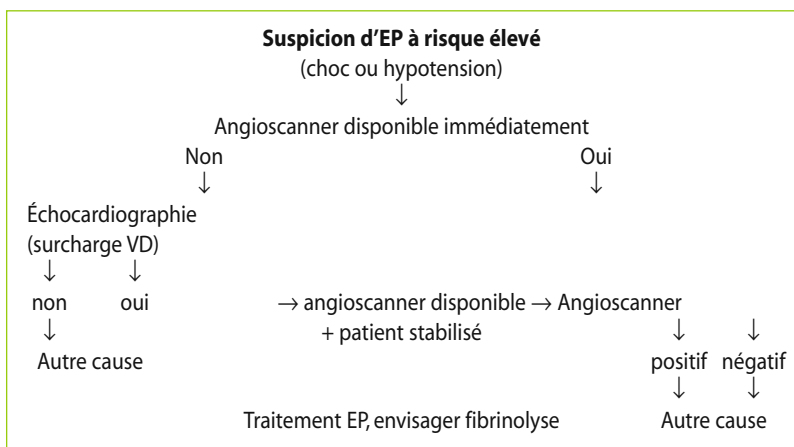 Suspicion d'EP à risque élevé
(choc ou hypotension)
↓
Angioscanner disponible immédiatement
Non Oui
↓ ↓
Échocardiographie
(surcharge VD)
↓ ↓ 
non oui → angioscanner disponible → Angioscanner
↓ + patient stabilisé ↓ ↓
Autre cause positif négatif
↓ ↓
Traitement EP, envisager fibrinolyse Autre cause